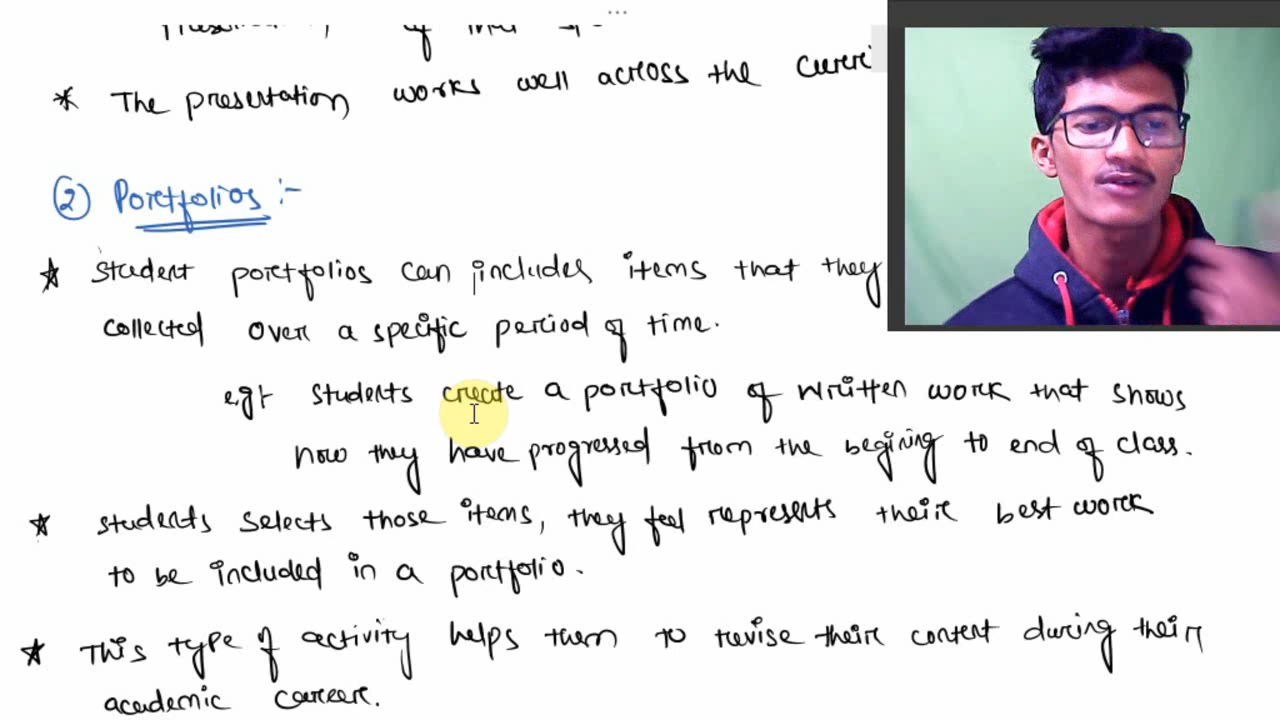 of
* The presentation works well across the
② Portfolios :-
* Student portfolios can includes items that they
collected over a specific period of time.
e.g:- Students create a portfolio of written work that shows
how they have progressed from the begining to end of class.
* Students selects those items, they feel represents their best work
to be included in a portfolio.
* This type of activity helps them to revise their content during their
academic career.